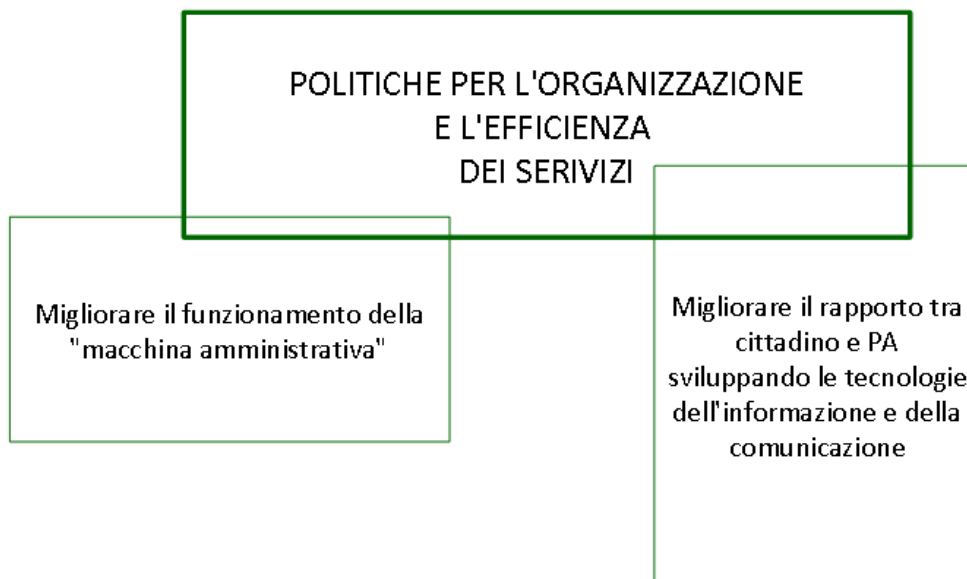 POLITICHE PER L'ORGANIZZAZIONE
E L'EFFICIENZA
DEI SERIVIZI
Migliorare il funzionamento della
"macchina amministrativa"
Migliorare il rapporto tra
cittadino e PA
sviluppando le tecnologie
dell'informazione e della
comunicazione